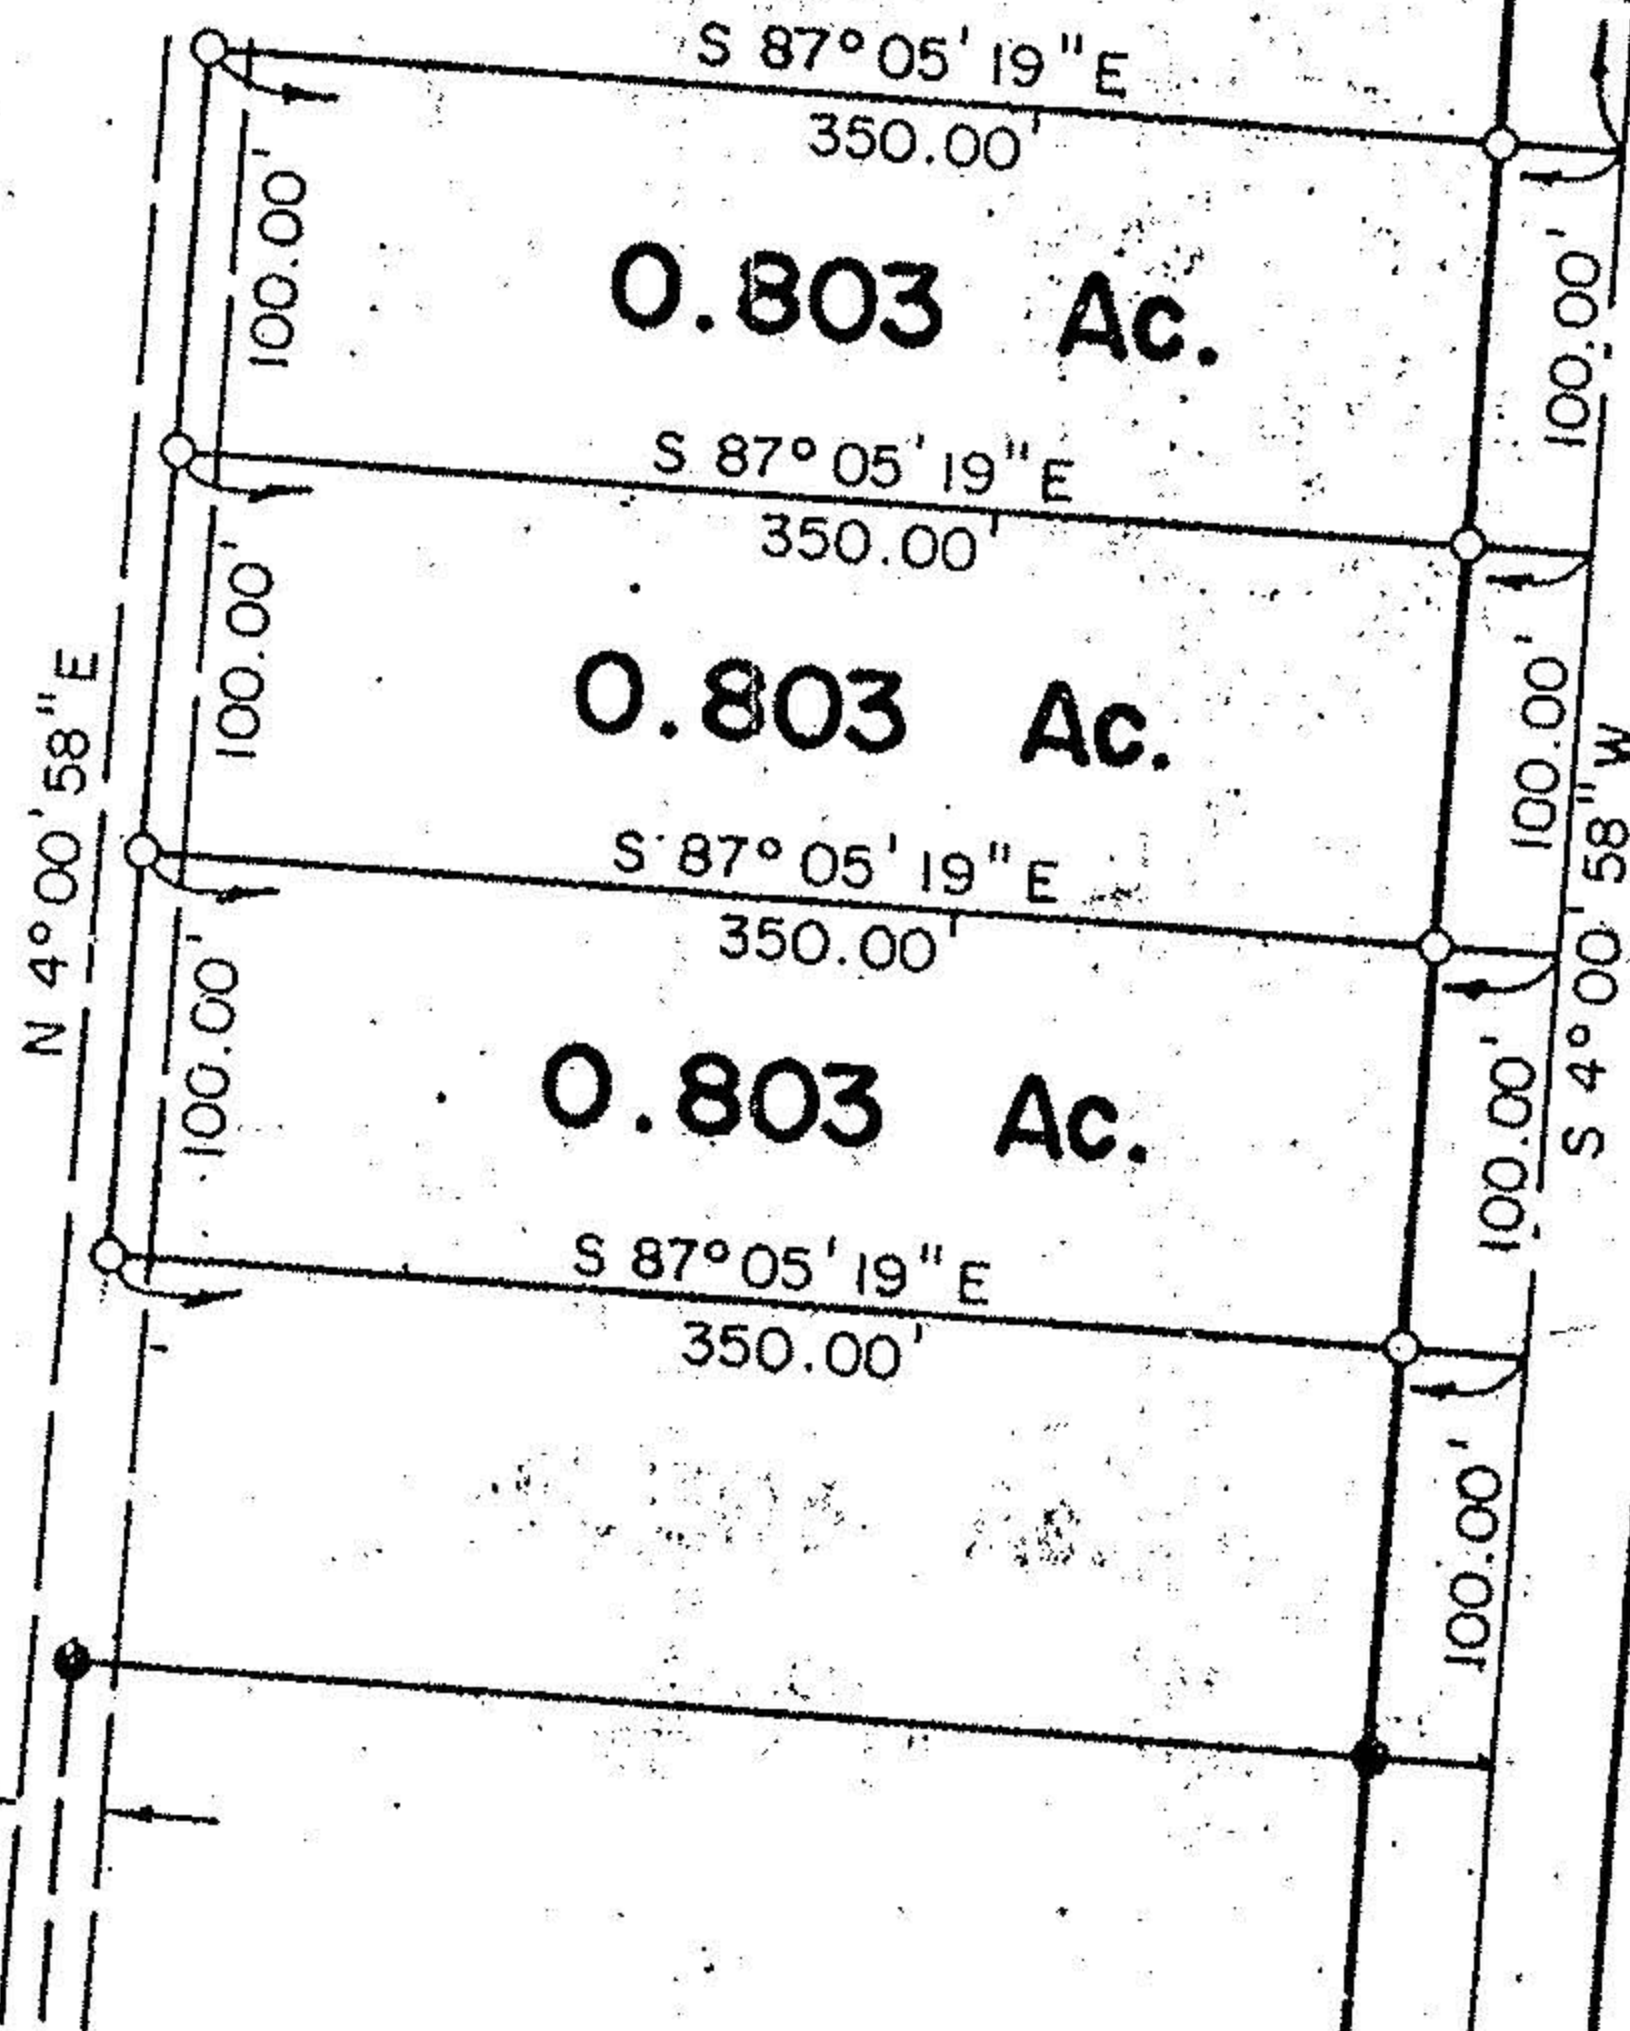 S 87° 05' 19" E
350.00'
100.00'
0.803 Ac.
100.00'
S 87° 05' 19" E
350.00'
100.00'
0.803 Ac.
100.00'
N 4° 00' 58" E
S 4° 00' 58" W
S 87° 05' 19" E
350.00'
100.00'
0.803 Ac.
100.00'
S 87° 05' 19" E
350.00'
100.00'